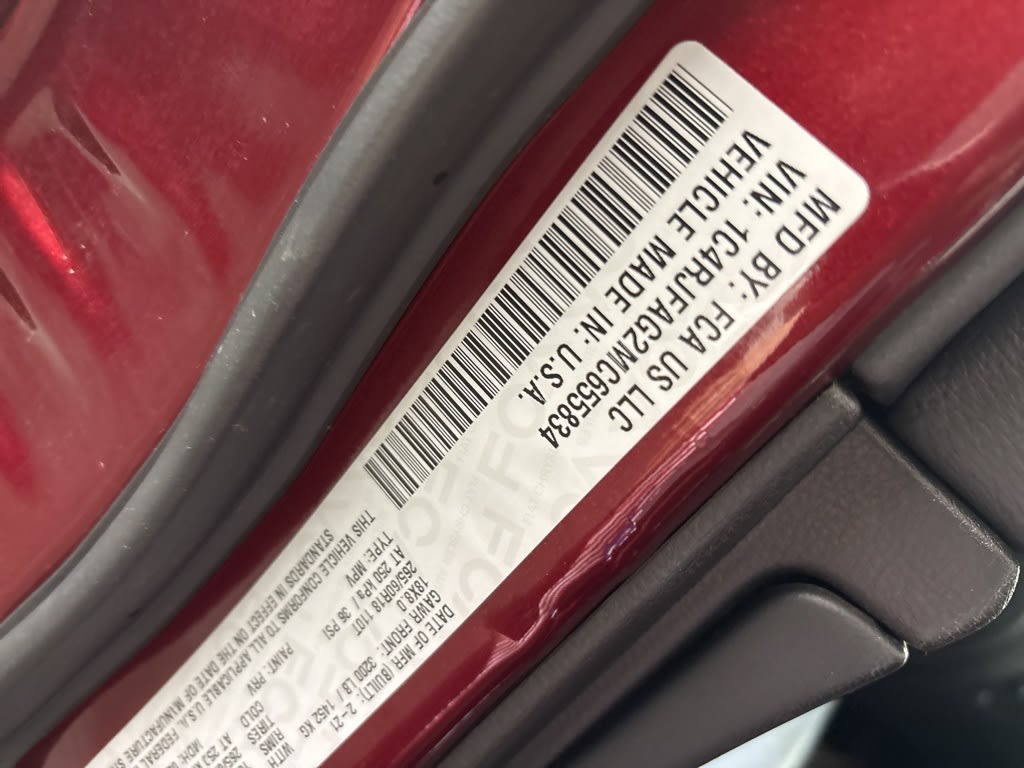 MFD BY: FCA US LLC
VIN: 1C4RJFAG2MC655834
VEHICLE MADE IN: U.S.A.
DATE OF MFR (BUILT): 2-21
GAWR FRONT: 3200 LB / 1452 KG
18X8.0 RIMS WITH
265/60R18 110T TIRES
AT 250 KPa / 36 PSI COLD AT
TYPE: MPV PAINT: PRV
THIS VEHICLE CONFORMS TO ALL APPLICABLE U.S.A. FEDERAL
STANDARDS IN EFFECT ON THE DATE OF MANUFACTURE